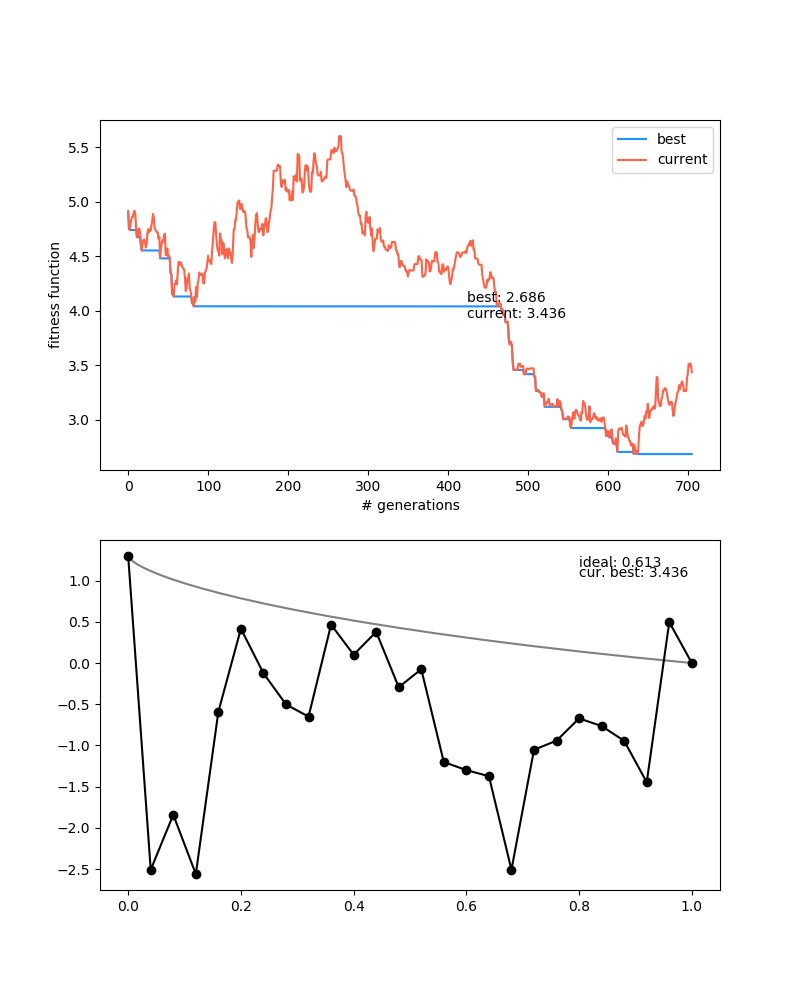 best
current
5.5
5.0
4.5
4.0
3.5
3.0
fitness function
best: 2.686
current: 3.436
0 100 200 300 400 500 600 700
# generations
ideal: 0.613
cur. best: 3.436
1.0
0.5
0.0
−0.5
−1.0
−1.5
−2.0
−2.5
0.0 0.2 0.4 0.6 0.8 1.0